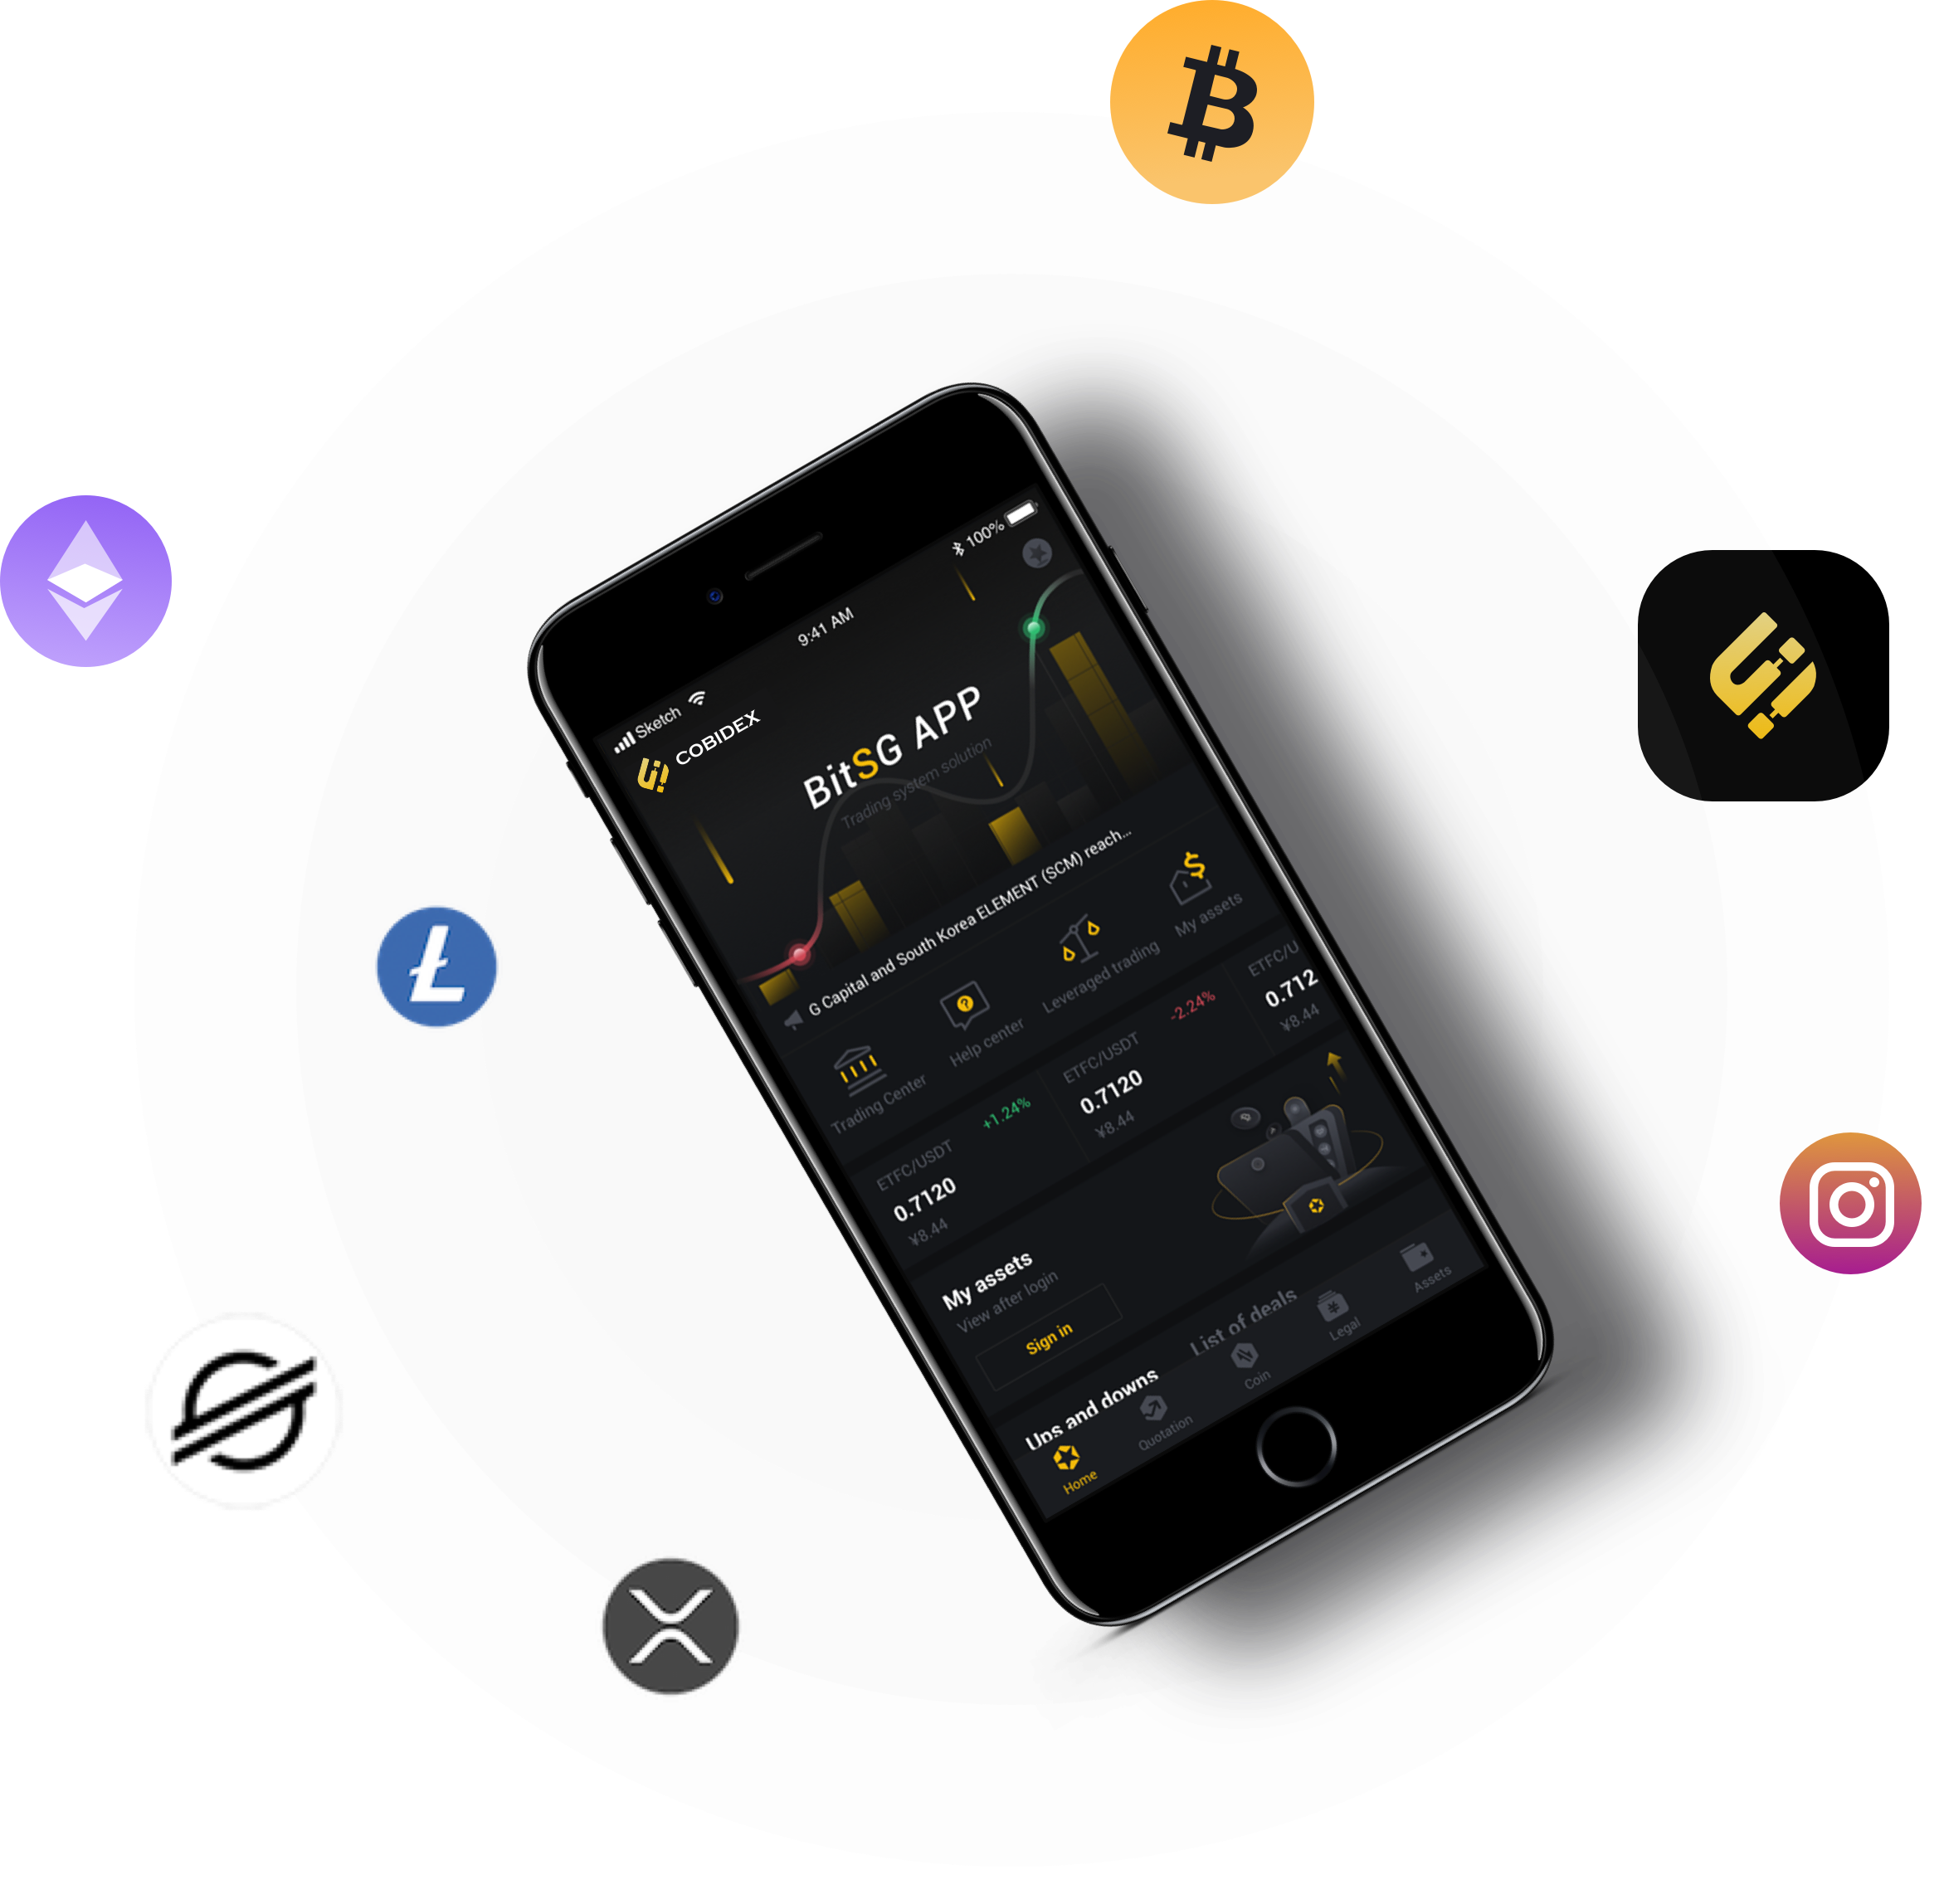 Sketch
9:41 AM
100%
COBIDEX
BitSG APP
Trading system solution
G Capital and South Korea ELEMENT (SCM) reach...
Trading Center
Help center
Leveraged trading
My assets
ETFC/USDT
+1.24%
0.7120
¥8.44
ETFC/USDT
-2.24%
0.7120
¥8.44
ETFC/U
0.712
¥8.44
My assets
View after login
Sign in
Ups and downs
List of deals
Home
Quotation
Coin
Legal
Assets